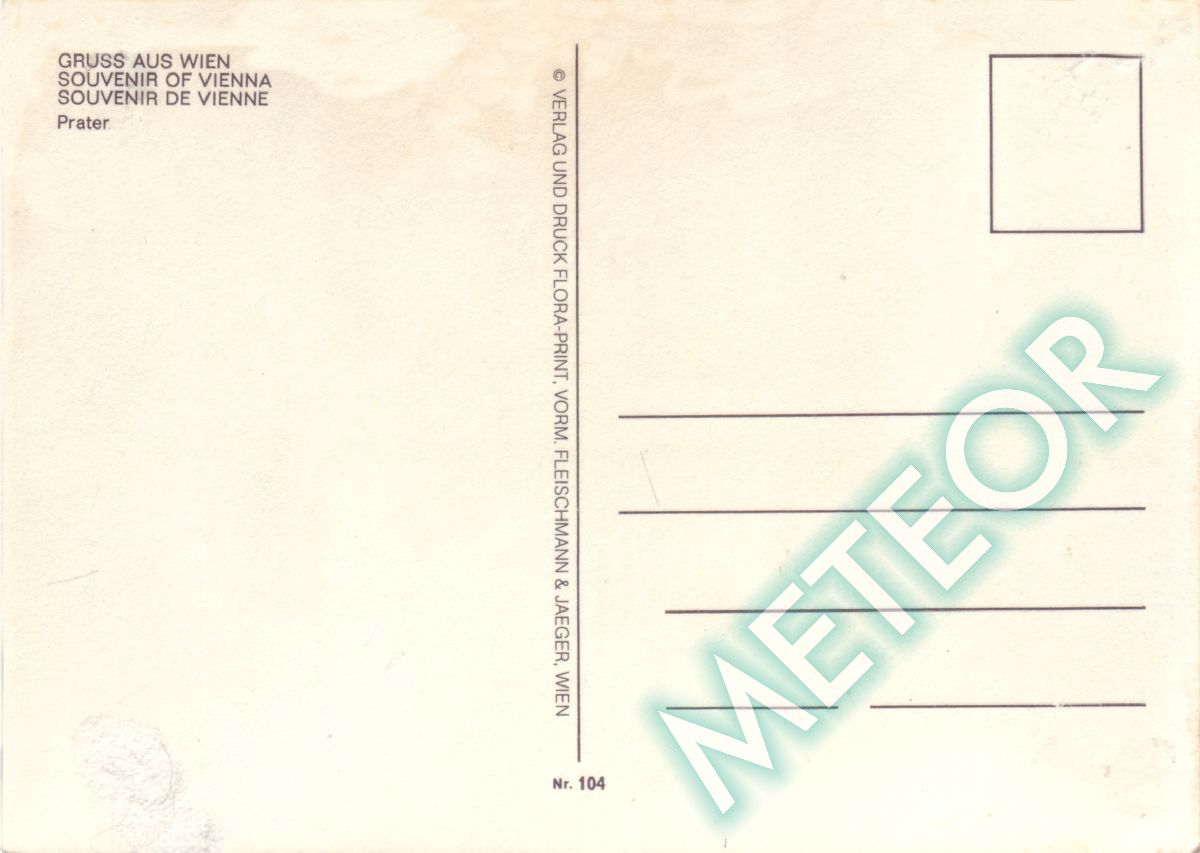 GRUSS AUS WIEN
SOUVENIR OF VIENNA
SOUVENIR DE VIENNE
Prater
© VERLAG UND DRUCK FLORA-PRINT, VORM. FLEISCHMANN & JAEGER, WIEN
Nr. 104
METEOR